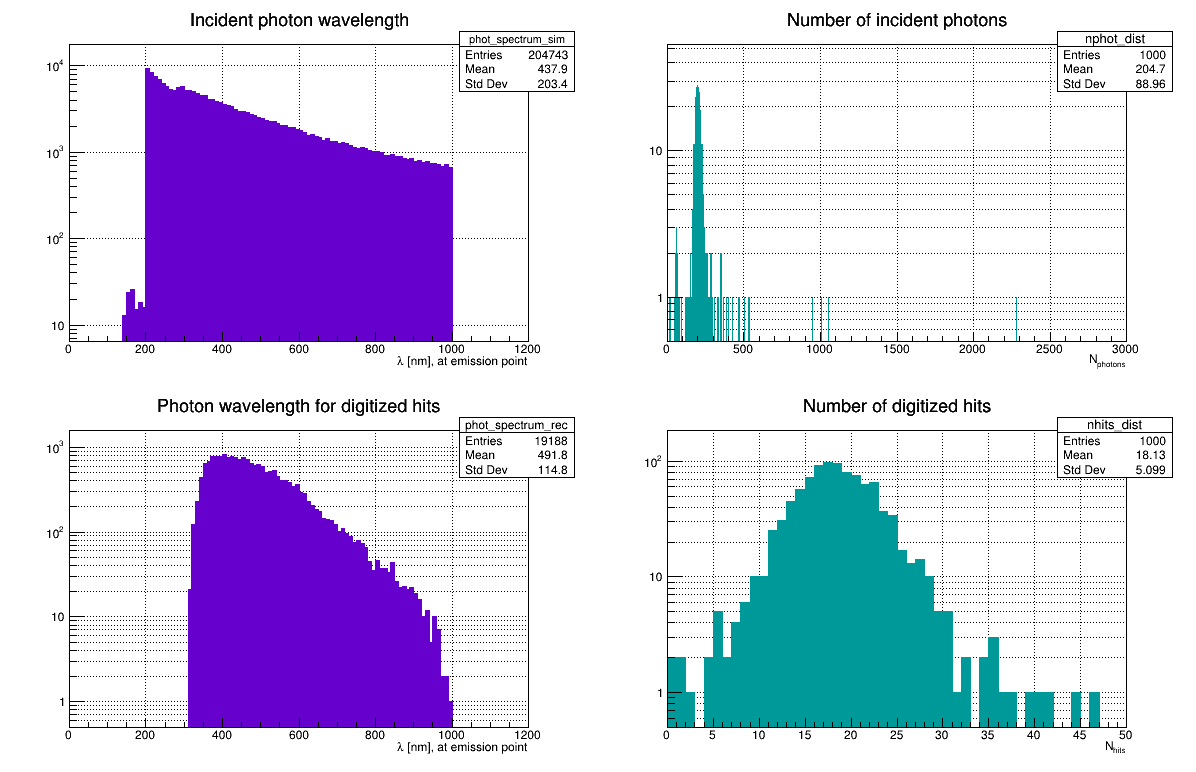 Incident photon wavelength
phot_spectrum_sim
Entries 204743
Mean 437.9
Std Dev 203.4
10^4
10^3
10^2
10
0 200 400 600 800 1000 1200
λ [nm], at emission point
Number of incident photons
nphot_dist
Entries 1000
Mean 204.7
Std Dev 88.96
10
1
0 500 1000 1500 2000 2500 3000
N_photons
Photon wavelength for digitized hits
phot_spectrum_rec
Entries 19188
Mean 491.8
Std Dev 114.8
10^3
10^2
10
1
0 200 400 600 800 1000 1200
λ [nm], at emission point
Number of digitized hits
nhits_dist
Entries 1000
Mean 18.13
Std Dev 5.099
10^2
10
1
0 5 10 15 20 25 30 35 40 45 50
N_hits